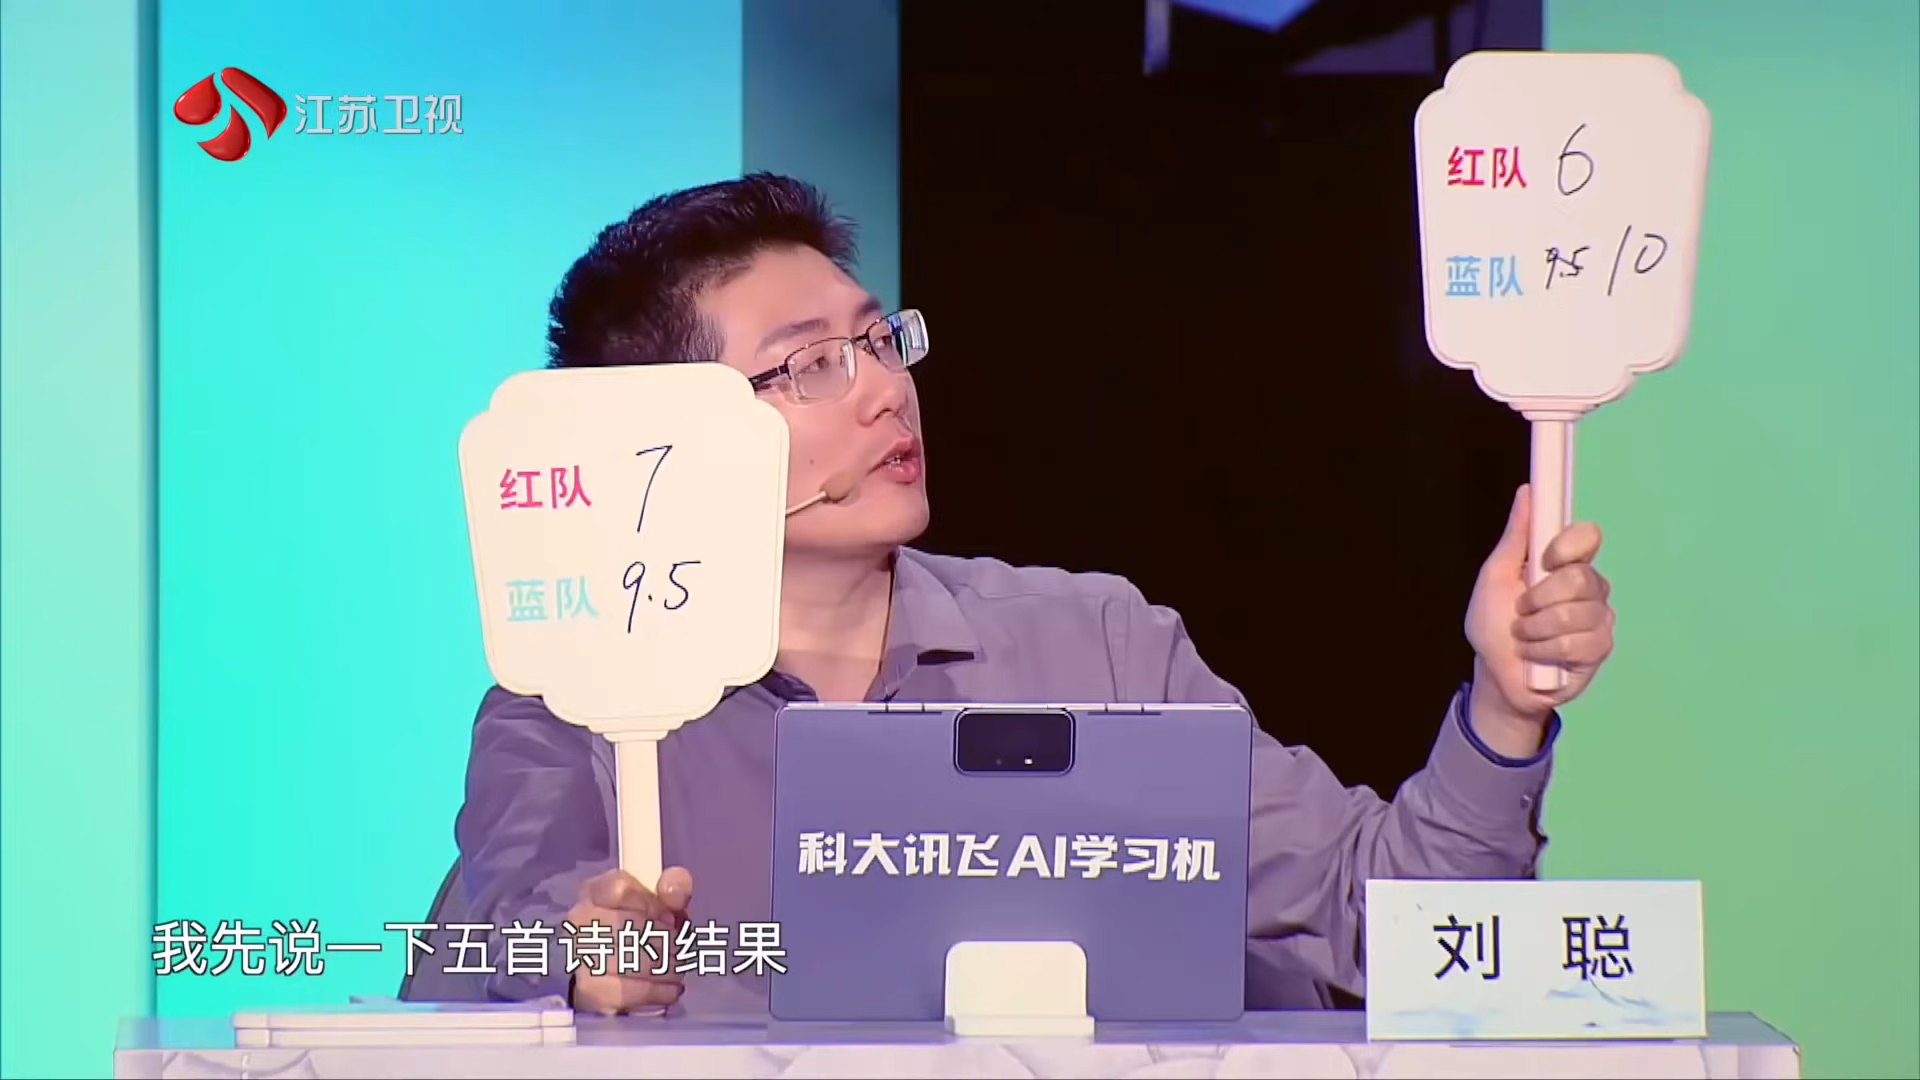 江苏卫视
红队 6
蓝队 9.5 10
红队 7
蓝队 9.5
科大讯飞AI学习机
刘 聪
我先说一下五首诗的结果